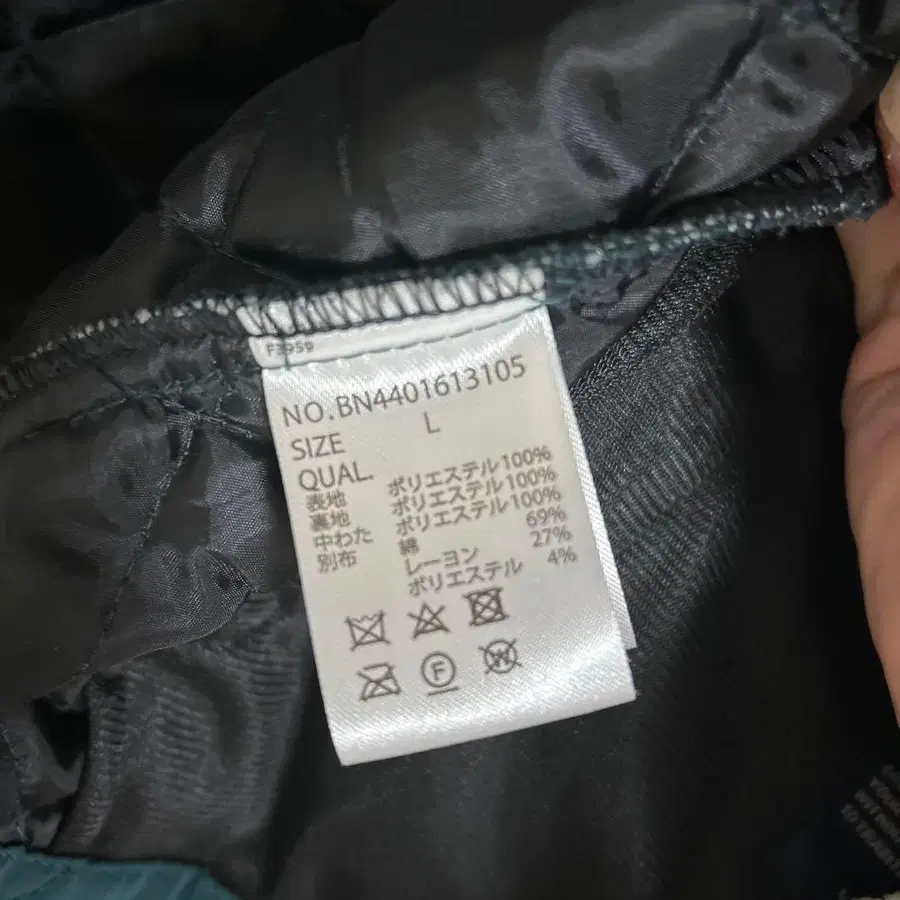 F3959
NO.BN4401613105
SIZE L
QUAL
表地 ポリエステル100%
裏地 ポリエステル100%
中わた ポリエステル100%
別布 綿 69%
レーヨン 27%
ポリエステル 4%
F
W